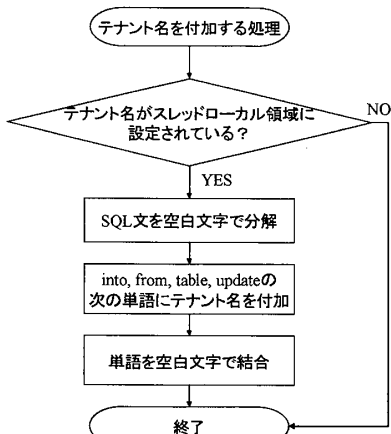 テナント名を付加する処理
テナント名がスレッドローカル領域に
設定されている？
NO
YES
SQL文を空白文字で分解
into, from, table, updateの
次の単語にテナント名を付加
単語を空白文字で結合
終了